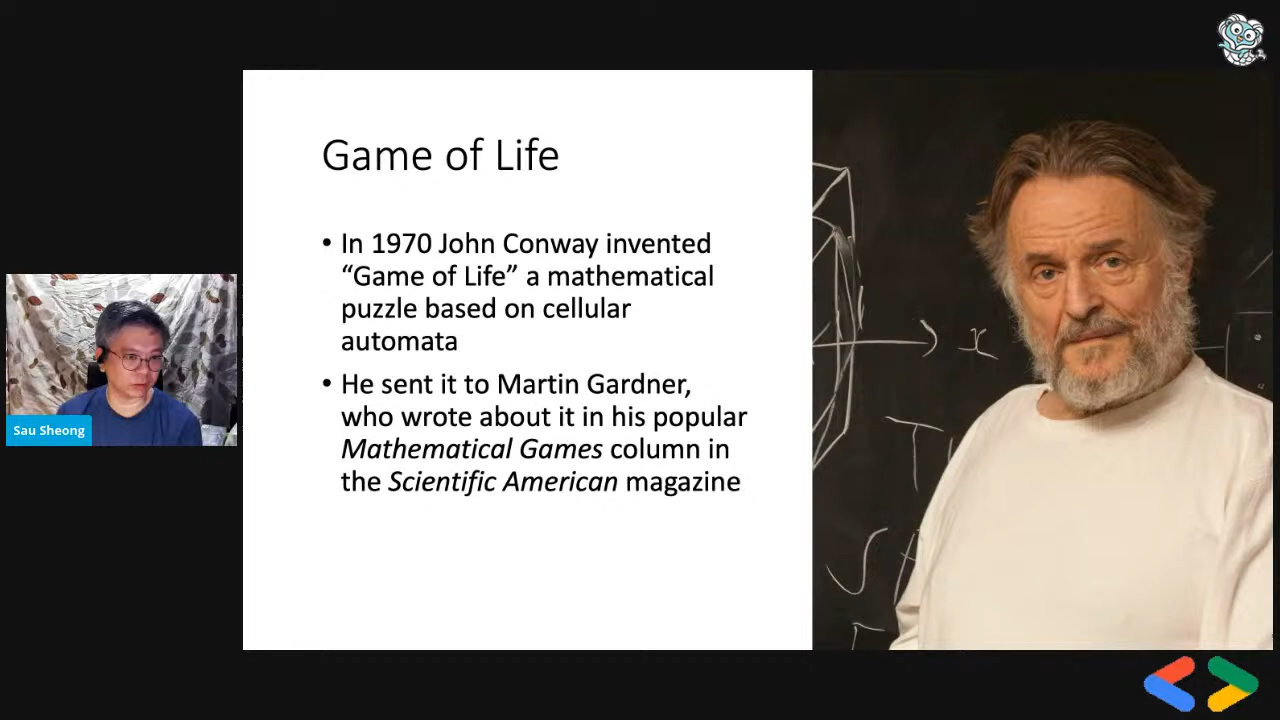 Game of Life
• In 1970 John Conway invented
“Game of Life” a mathematical
puzzle based on cellular
automata
• He sent it to Martin Gardner,
who wrote about it in his popular
Mathematical Games column in
the Scientific American magazine
Sau Sheong
x